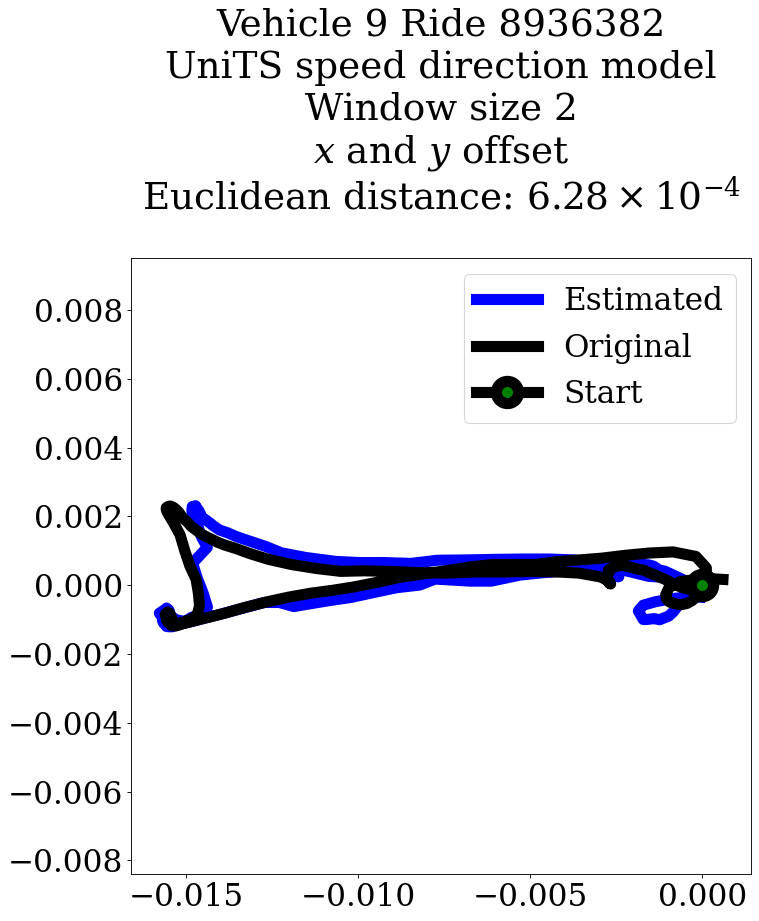 Vehicle 9 Ride 8936382
UniTS speed direction model
Window size 2
x and y offset
Euclidean distance: 6.28 × 10⁻⁴
Estimated
Original
Start
0.008
0.006
0.004
0.002
0.000
−0.002
−0.004
−0.006
−0.008
−0.015 −0.010 −0.005 0.000